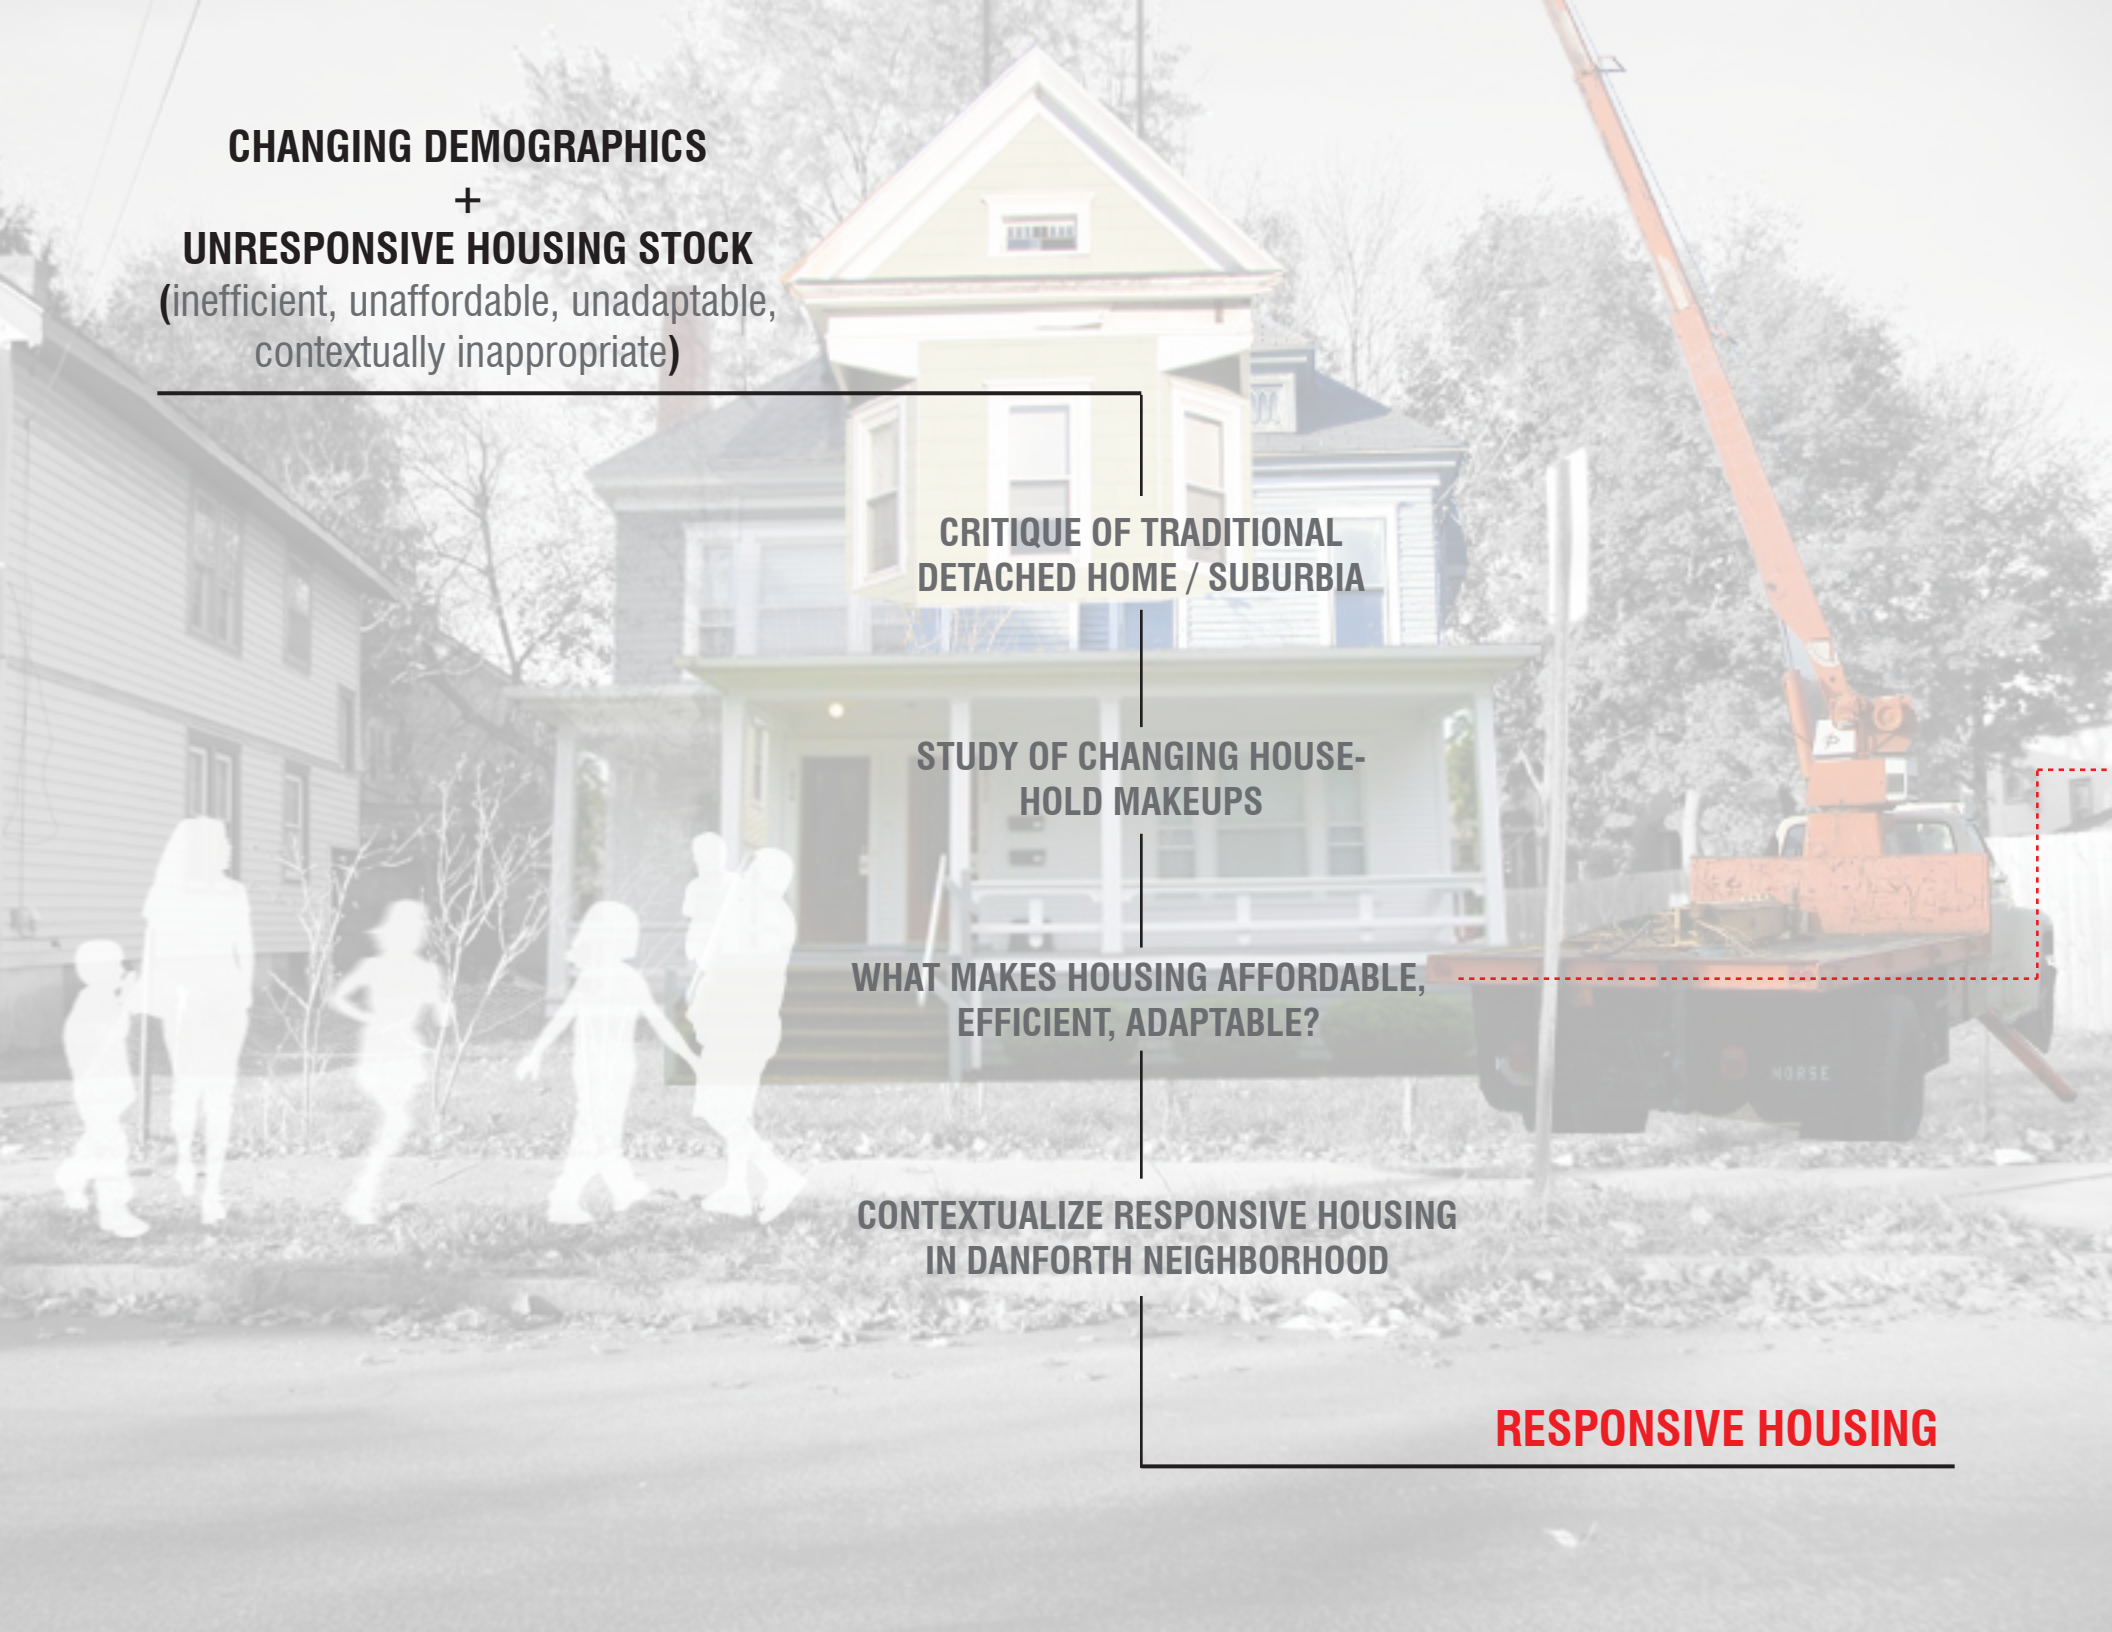 CHANGING DEMOGRAPHICS
+
UNRESPONSIVE HOUSING STOCK
(inefficient, unaffordable, unadaptable,
contextually inappropriate)
CRITIQUE OF TRADITIONAL
DETACHED HOME / SUBURBIA
STUDY OF CHANGING HOUSE-
HOLD MAKEUPS
WHAT MAKES HOUSING AFFORDABLE,
EFFICIENT, ADAPTABLE?
NORSE
CONTEXTUALIZE RESPONSIVE HOUSING
IN DANFORTH NEIGHBORHOOD
RESPONSIVE HOUSING